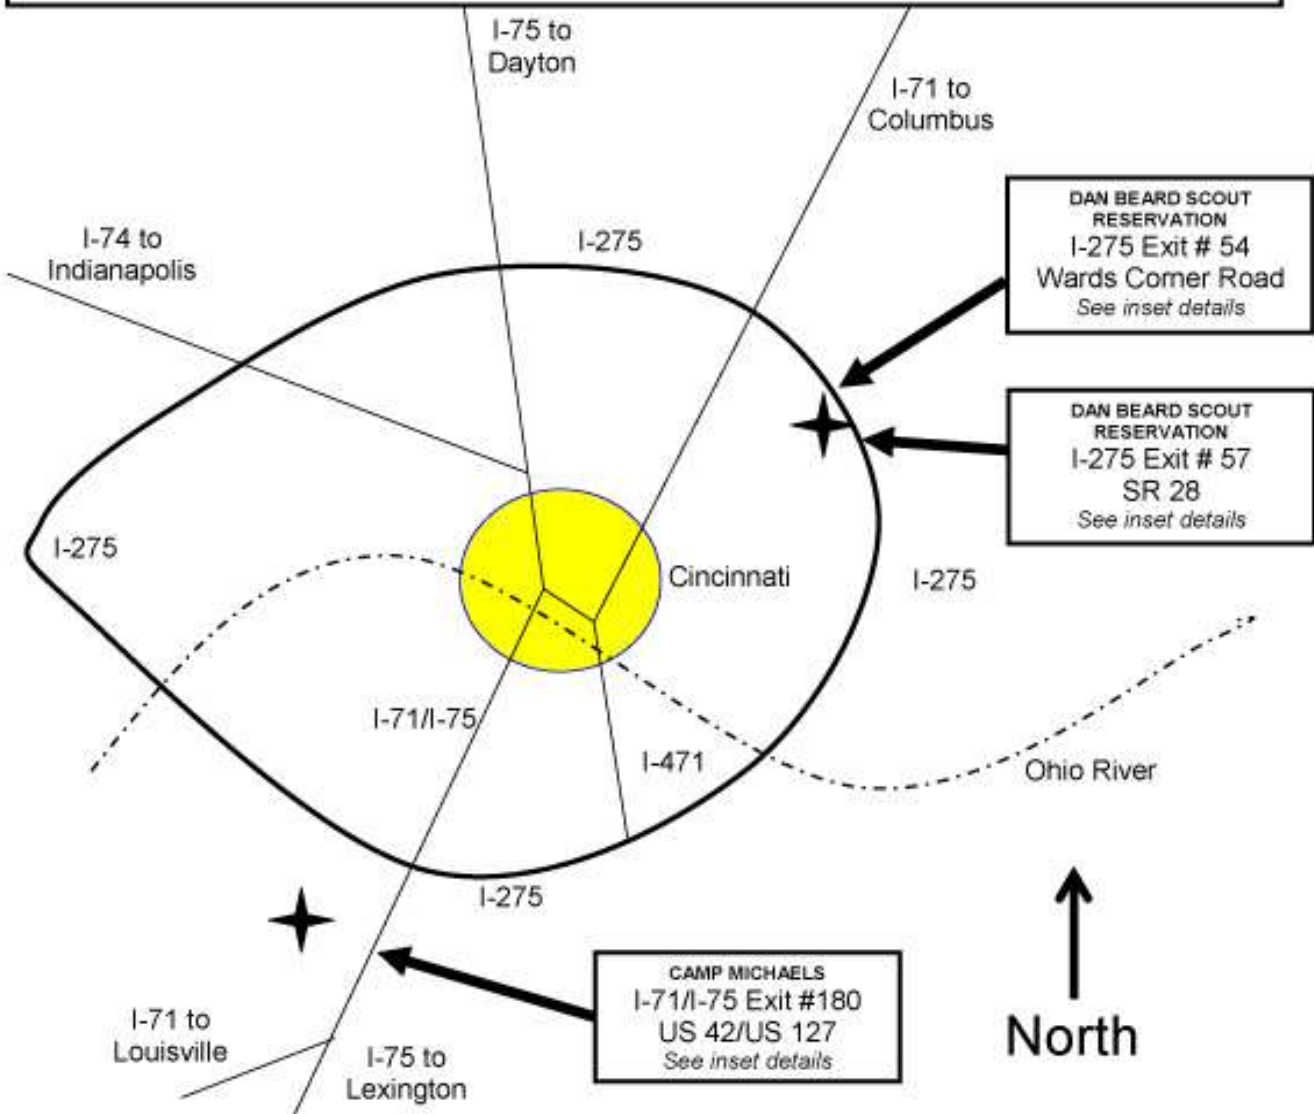 I-75 to
Dayton
I-71 to
Columbus
DAN BEARD SCOUT
RESERVATION
I-275 Exit # 54
Wards Corner Road
See inset details
I-74 to
Indianapolis
I-275
DAN BEARD SCOUT
RESERVATION
I-275 Exit # 57
SR 28
See inset details
I-275
Cincinnati
I-275
I-71/I-75
I-471
Ohio River
I-275
CAMP MICHAELS
I-71/I-75 Exit #180
US 42/US 127
See inset details
North
I-71 to
Louisville
I-75 to
Lexington